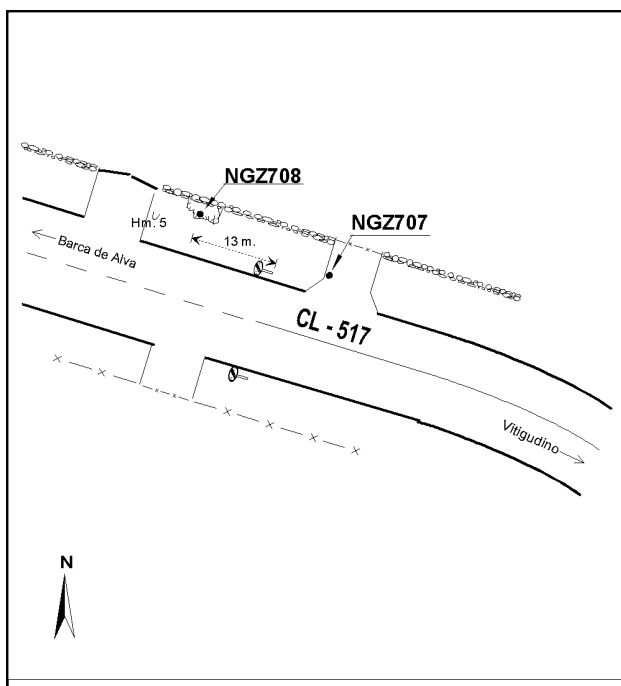 NGZ708
NGZ707
Hm. 5
13 m.
Barca de Alva
CL - 517
Vitigudino
N